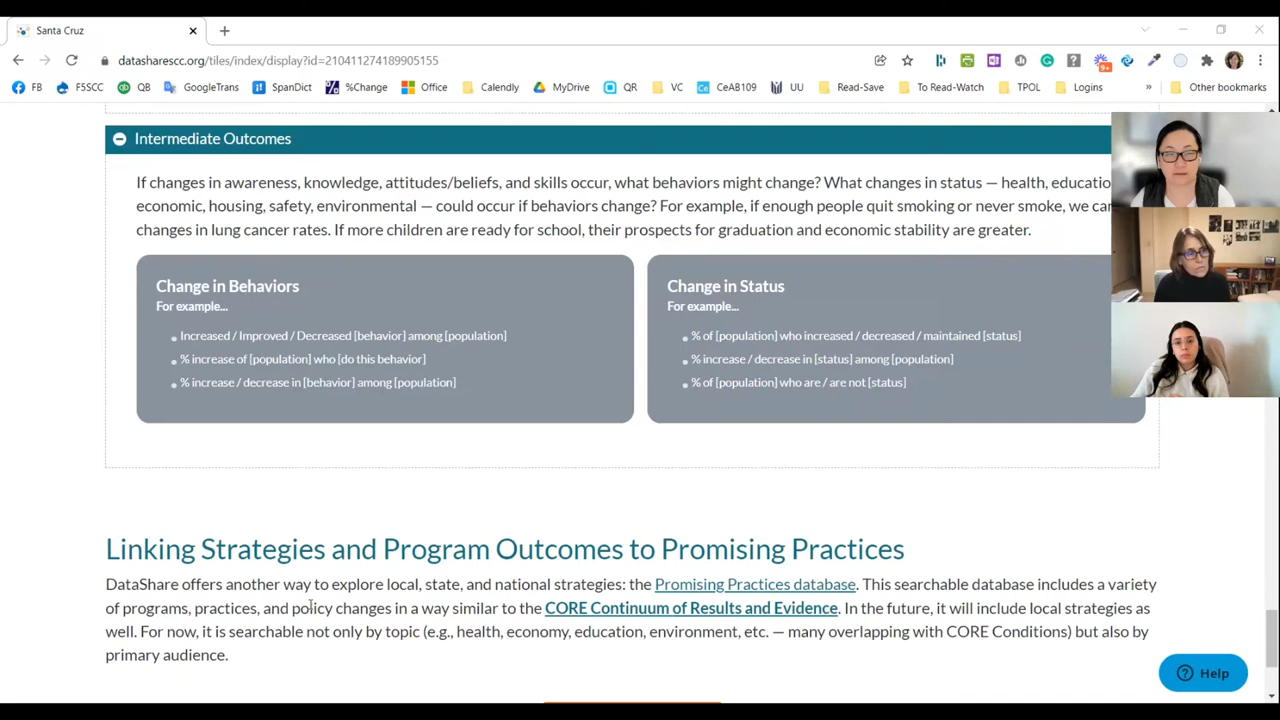 Santa Cruz
datasharescc.org/tiles/index/display?id=210411274189905155
9+
FB
F5SCC
QB
GoogleTrans
SpanDict
%Change
Office
Calendly
MyDrive
QR
VC
CeAB109
UU
Read-Save
To Read-Watch
TPOL
Logins
»
Other bookmarks
Intermediate Outcomes
If changes in awareness, knowledge, attitudes/beliefs, and skills occur, what behaviors might change? What changes in status — health, educatio
economic, housing, safety, environmental — could occur if behaviors change? For example, if enough people quit smoking or never smoke, we can
changes in lung cancer rates. If more children are ready for school, their prospects for graduation and economic stability are greater.
Change in Behaviors
For example...
Increased / Improved / Decreased [behavior] among [population]
% increase of [population] who [do this behavior]
% increase / decrease in [behavior] among [population]
Change in Status
For example...
% of [population] who increased / decreased / maintained [status]
% increase / decrease in [status] among [population]
% of [population] who are / are not [status]
Linking Strategies and Program Outcomes to Promising Practices
DataShare offers another way to explore local, state, and national strategies: the Promising Practices database. This searchable database includes a variety
of programs, practices, and policy changes in a way similar to the CORE Continuum of Results and Evidence. In the future, it will include local strategies as
well. For now, it is searchable not only by topic (e.g., health, economy, education, environment, etc. — many overlapping with CORE Conditions) but also by
primary audience.
Help